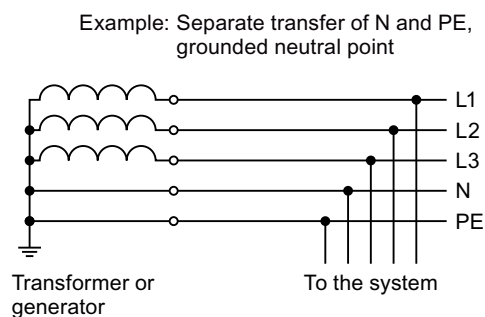 Example: Separate transfer of N and PE,
grounded neutral point
L1
L2
L3
N
PE
Transformer or
generator
To the system